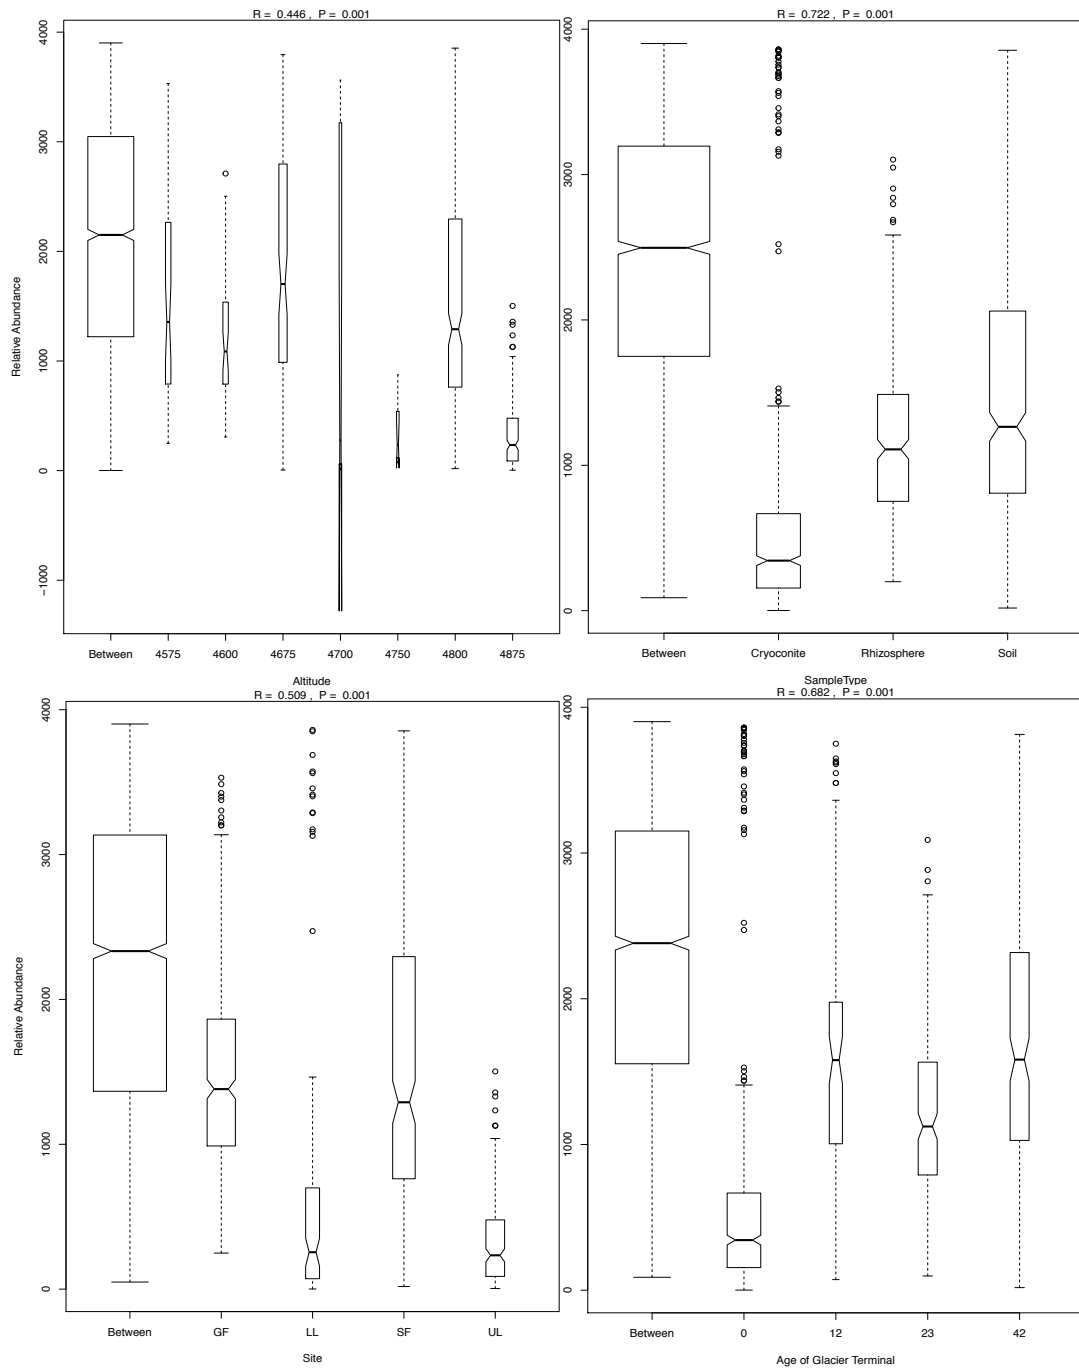 R = 0.446 , P = 0.001
4000
3000
2000
1000
0
−1000
Relative Abundance
Between 4575 4600 4675 4700 4750 4800 4875
Altitude
R = 0.722 , P = 0.001
4000
3000
2000
1000
0
Between Cryoconite Rhizosphere Soil
SampleType
R = 0.509 , P = 0.001
4000
3000
2000
1000
0
Relative Abundance
Between GF LL SF UL
Site
R = 0.682 , P = 0.001
4000
3000
2000
1000
0
Between 0 12 23 42
Age of Glacier Terminal